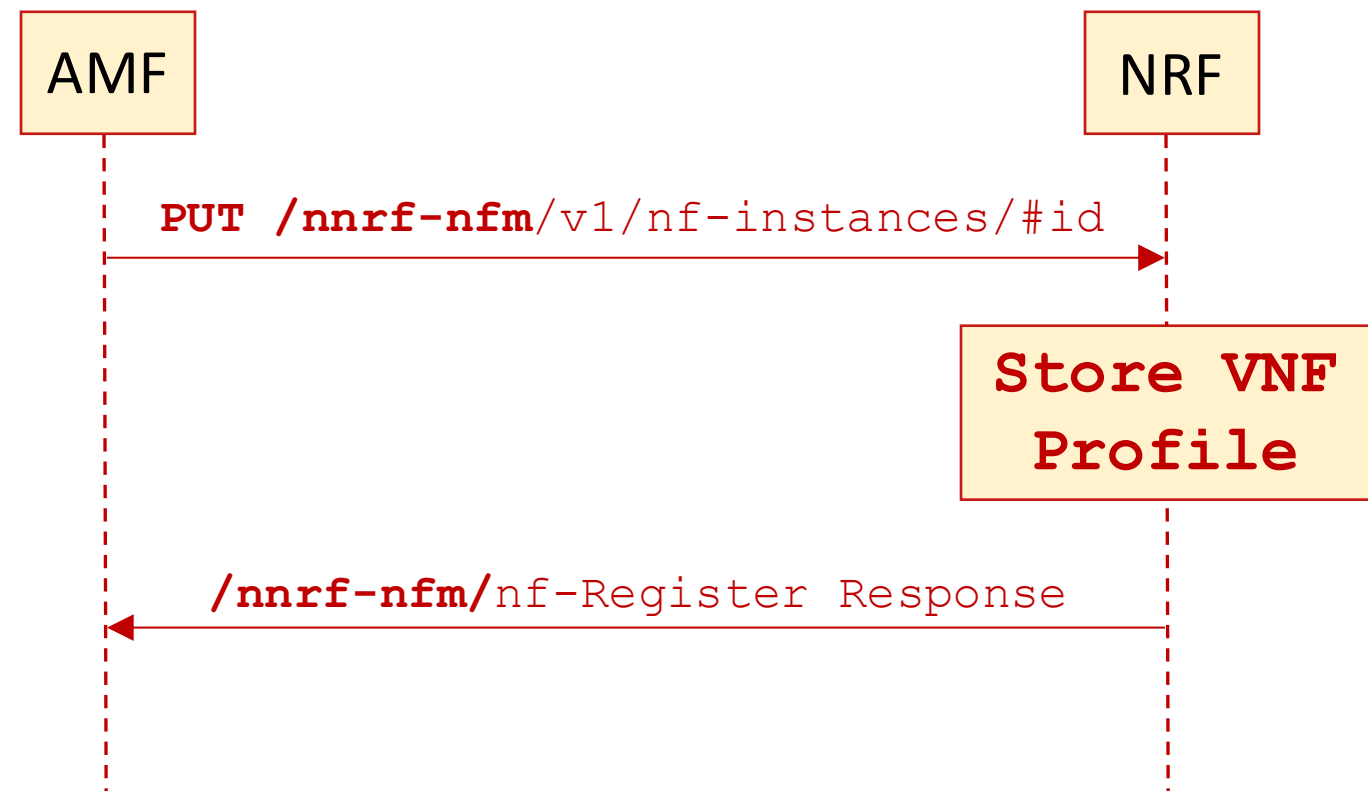 AMF
NRF
PUT /nnrf-nfm/v1/nf-instances/#id
Store VNF
Profile
/nnrf-nfm/nf-Register Response